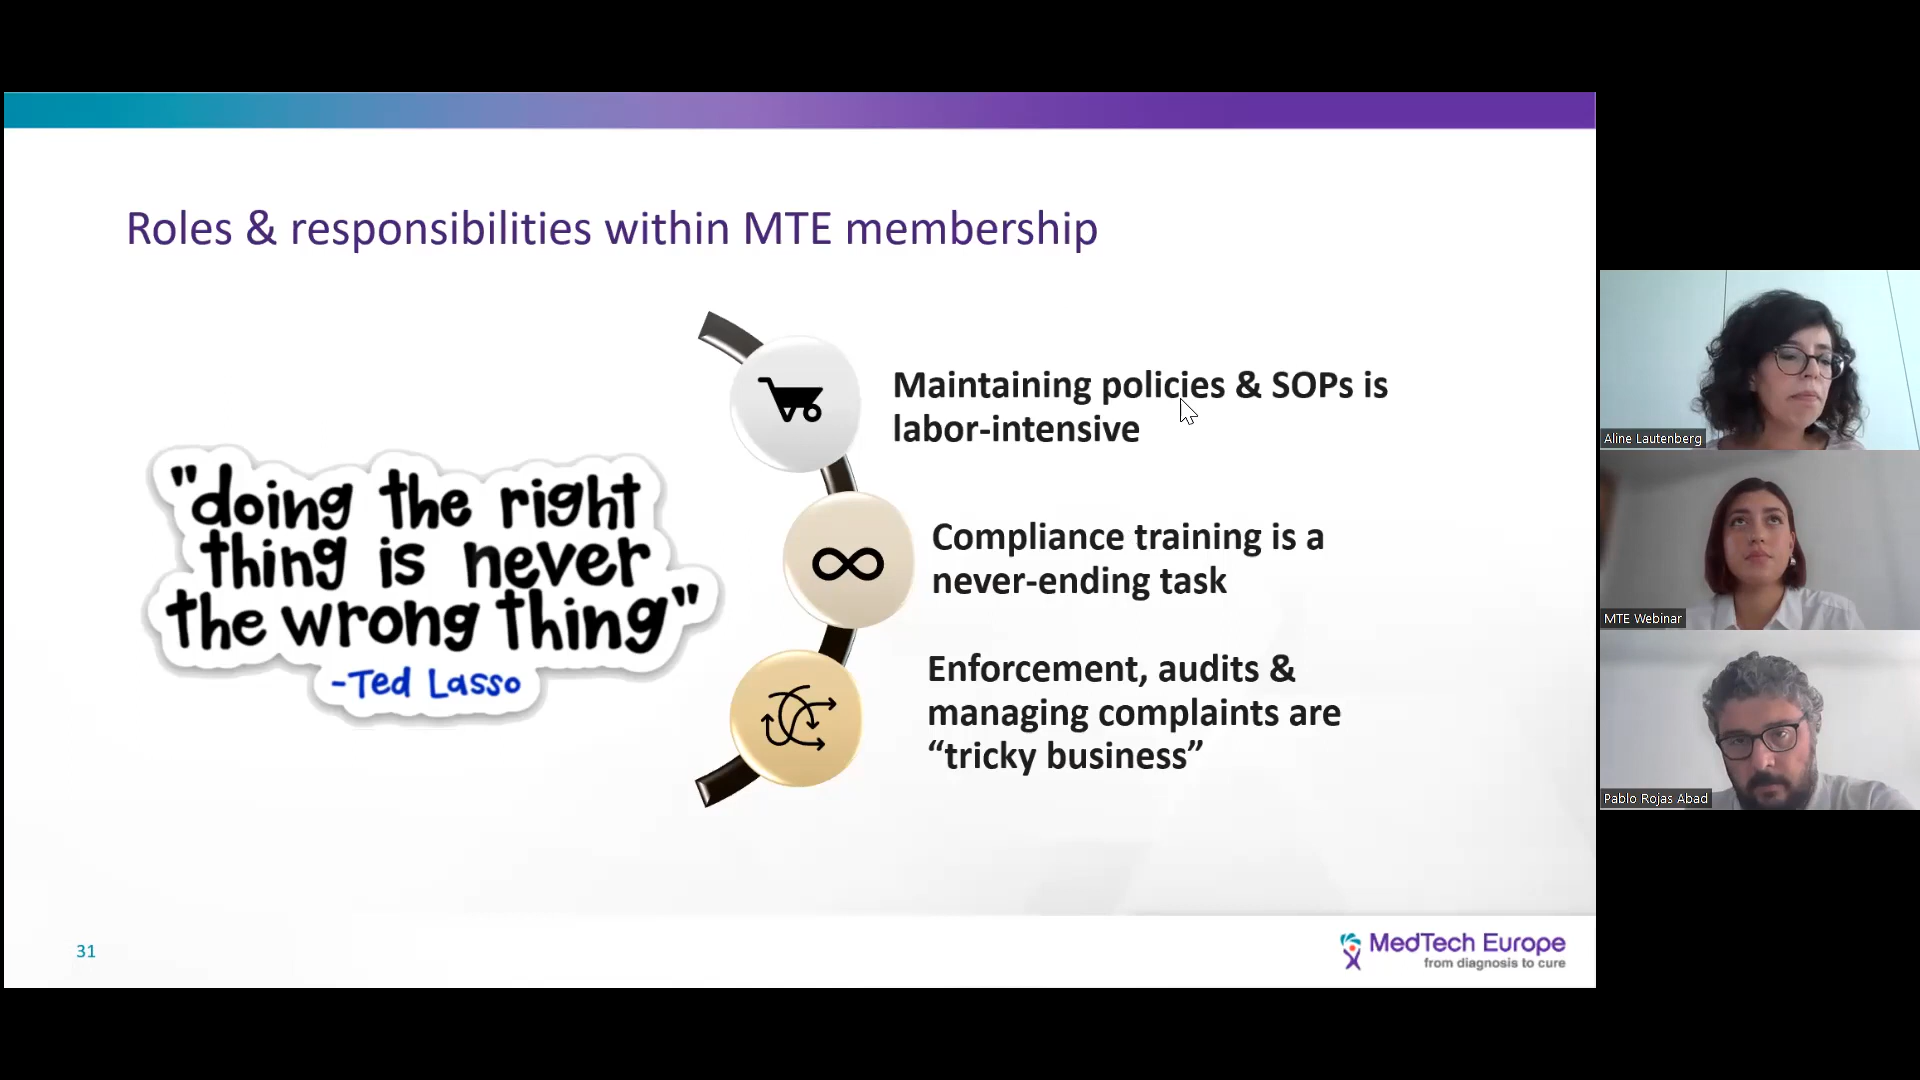 Roles & responsibilities within MTE membership
"doing the right
thing is never
the wrong thing"
-Ted Lasso
Maintaining policies & SOPs is
labor-intensive
Compliance training is a
never-ending task
Enforcement, audits &
managing complaints are
“tricky business”
31
MedTech Europe
from diagnosis to cure
Aline Lautenberg
MTE Webinar
Pablo Rojas Abad